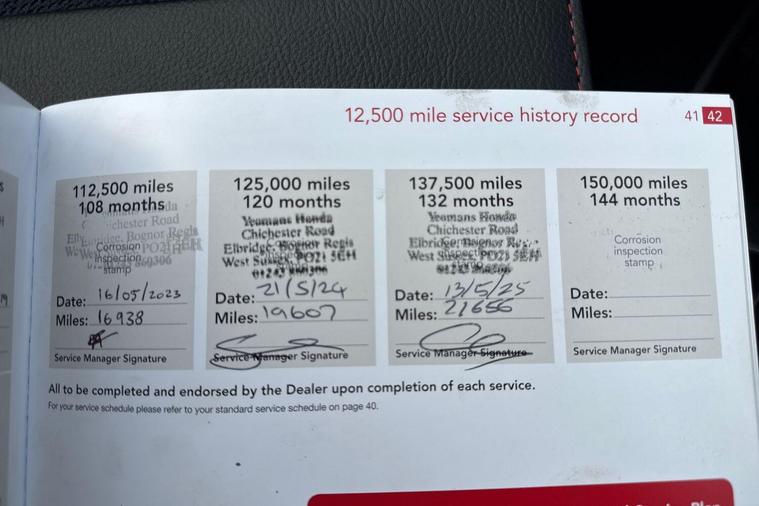 12,500 mile service history record
41 42
112,500 miles
108 months
Chichester Road
Bognor Regis
Corrosion
inspection
stamp
Date: 16/05/2023
Miles: 16938
Service Manager Signature
125,000 miles
120 months
Yeomans Honda
Chichester Road
Elbridge, Bognor Regis
West Sussex PO21 5EH
Date: 21/5/24
Miles: 19607
Service Manager Signature
137,500 miles
132 months
Yeomans Honda
Chichester Road
Elbridge, Bognor
West PO21 5EH
Date: 13/5/25
Miles: 21656
Service Manager Signature
150,000 miles
144 months
Corrosion
inspection
stamp
Date:
Miles:
Service Manager Signature
All to be completed and endorsed by the Dealer upon completion of each service.
For your service schedule please refer to your standard service schedule on page 40.